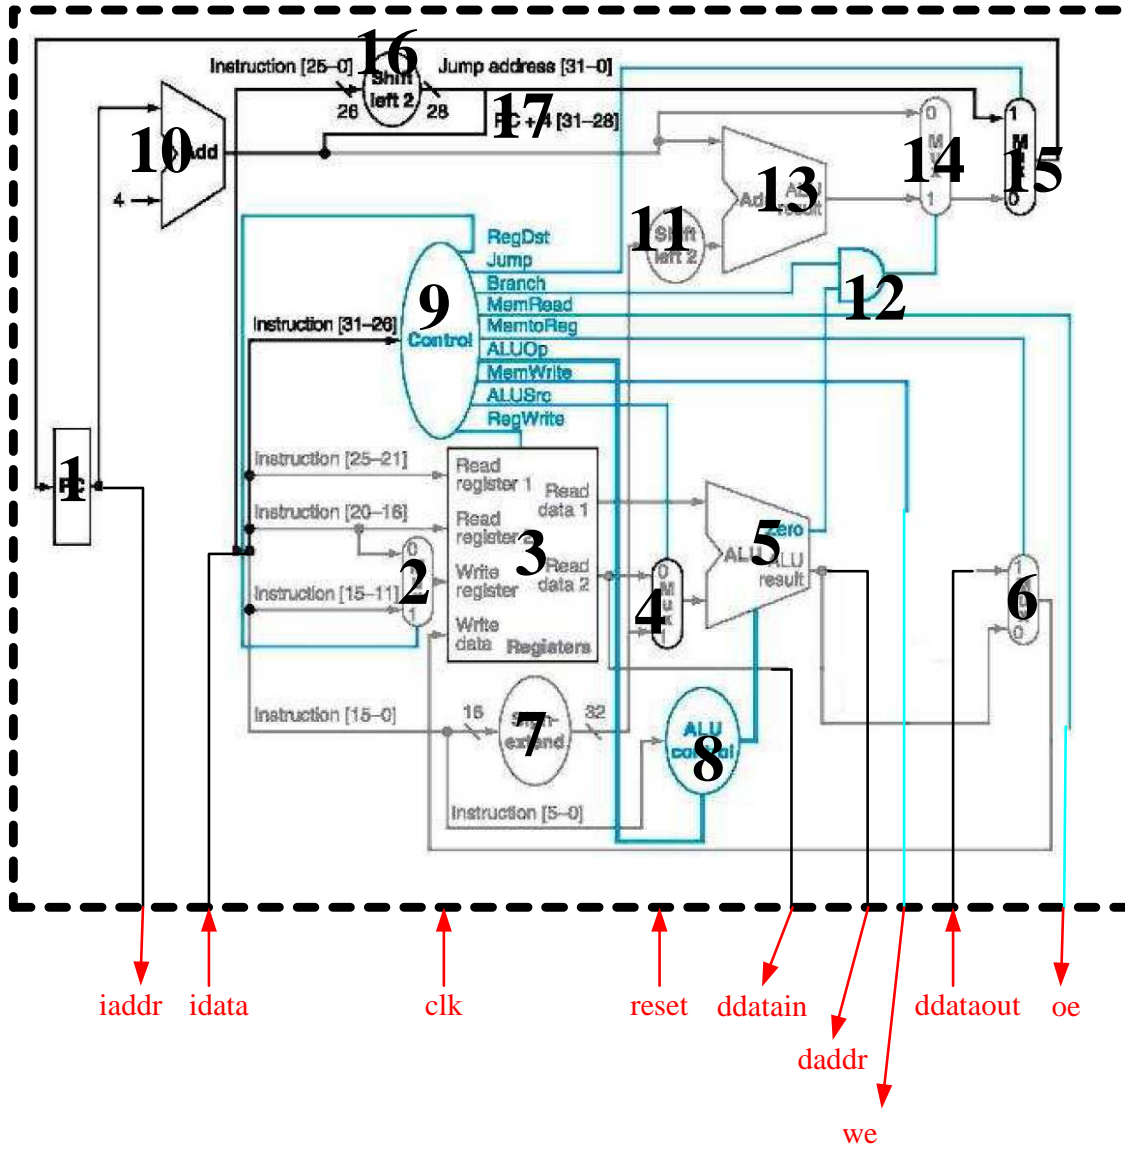 16
Instruction [25–0]
Shift
left 2
Jump address [31–0]
26
28
17
PC + 4 [31–28]
10
Add
4
0
M
u
x
1
14
1
M
u
x
0
15
13
Add
ALU
result
11
Shift
left 2
RegDst
Jump
Branch
MemRead
MemtoReg
ALUOp
MemWrite
ALUSrc
RegWrite
9
Control
12
Instruction [31–26]
1
PC
Instruction [25–21]
Read
register 1
Read
data 1
Instruction [20–16]
Read
register 2
3
Read
data 2
0
2
1
Instruction [15–11]
Write
register
Write
data
Registers
0
M
u
x
1
4
5
Zero
ALU
ALU
result
1
6
0
Instruction [15–0]
16
7
Sign-
extend
32
ALU
control
8
Instruction [5–0]
iaddr
idata
clk
reset
ddatain
ddataout
oe
daddr
we